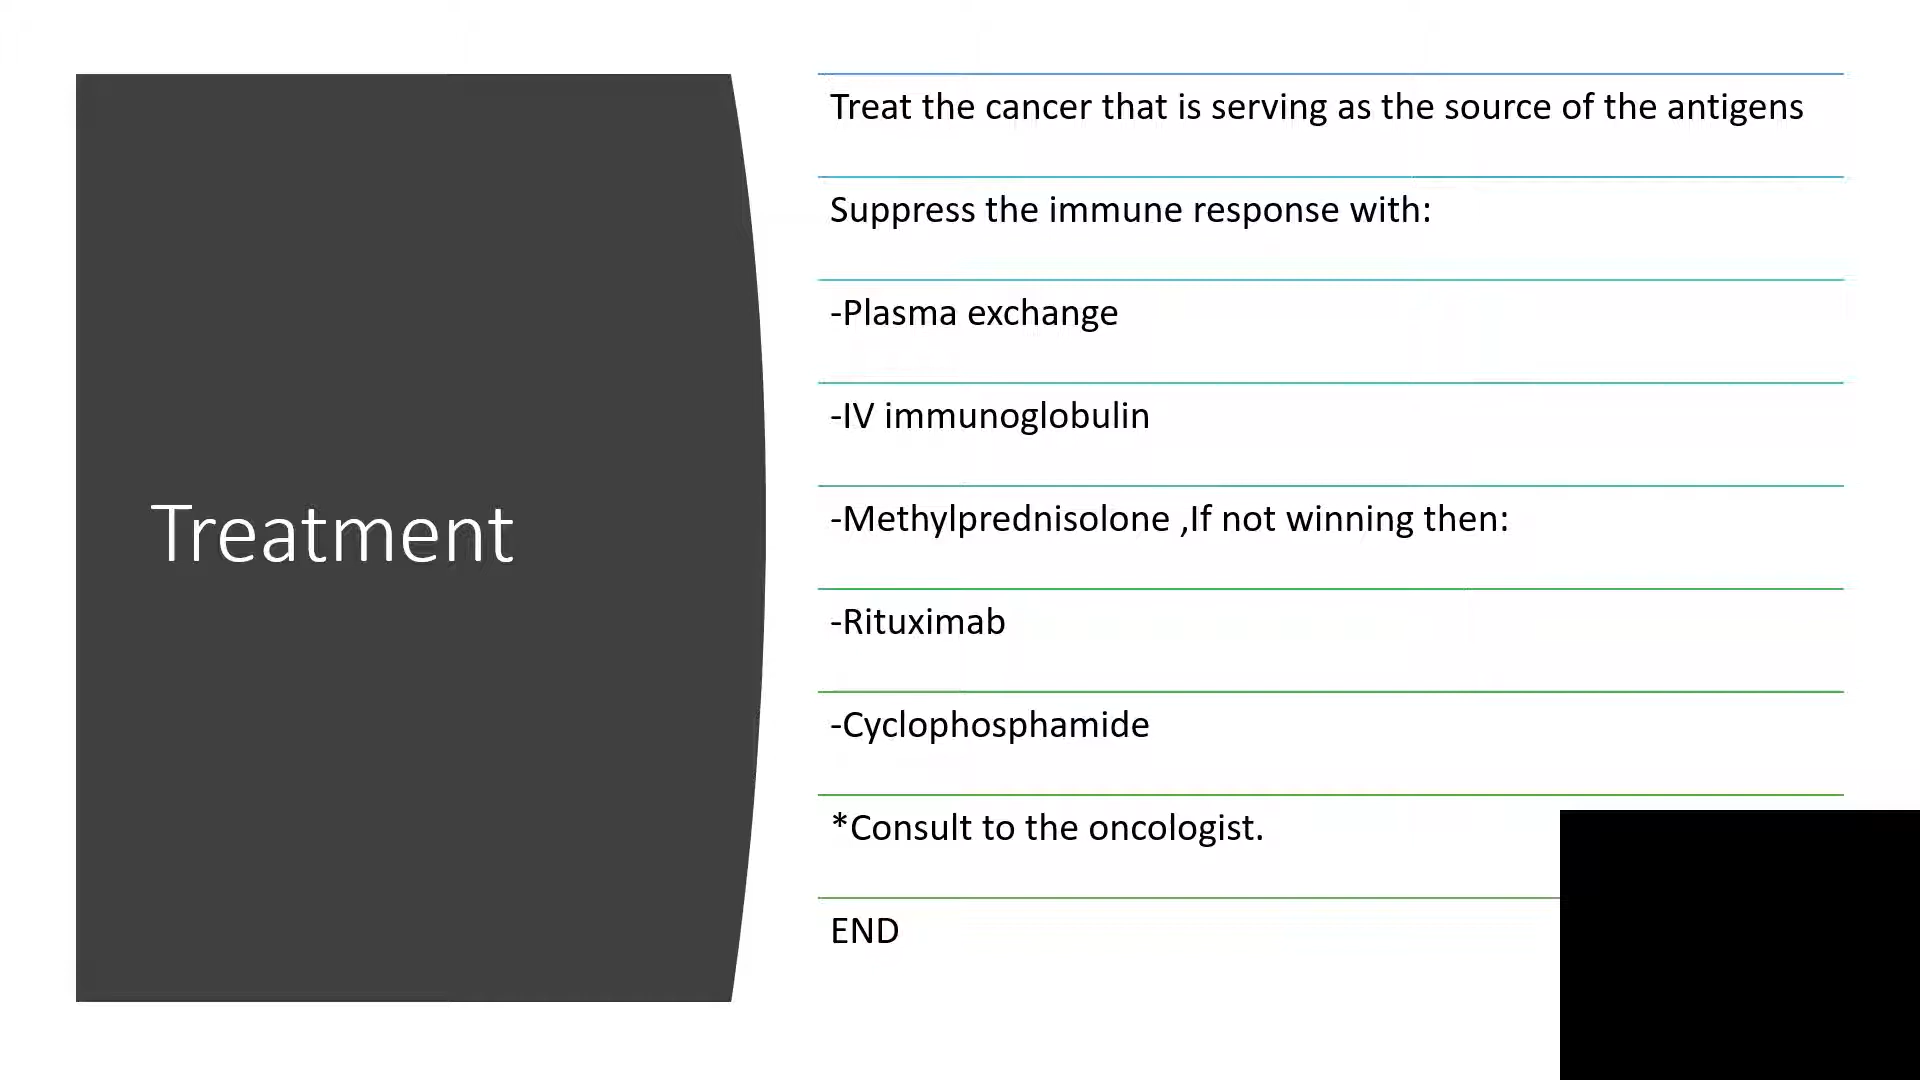 Treatment
Treat the cancer that is serving as the source of the antigens
Suppress the immune response with:
-Plasma exchange
-IV immunoglobulin
-Methylprednisolone ,If not winning then:
-Rituximab
-Cyclophosphamide
*Consult to the oncologist.
END